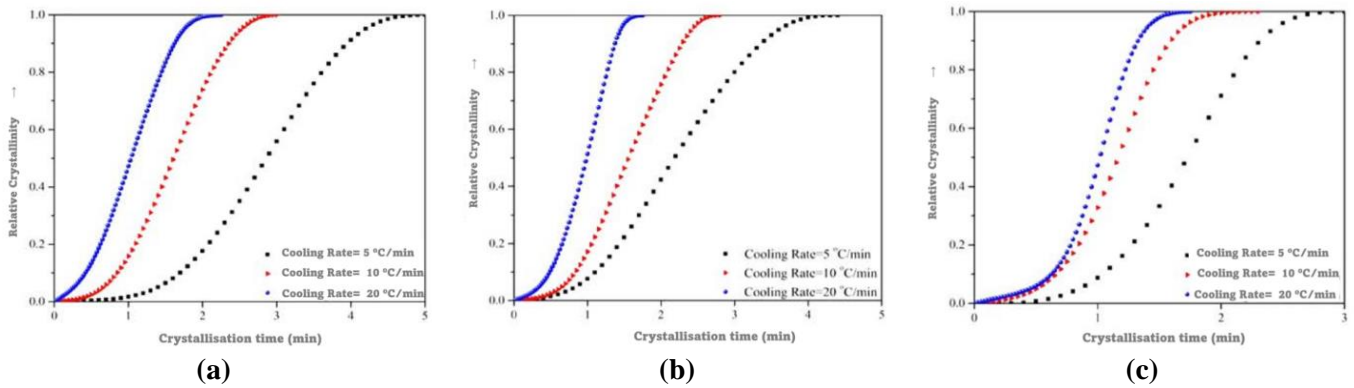 1.0
0.8
0.6
0.4
0.2
0.0
Relative Crystallinity →
Cooling Rate= 5 °C/min
Cooling Rate= 10 °C/min
Cooling Rate= 20 °C/min
0 1 2 3 4 5
Crystallisation time (min)
(a)
1.0
0.8
0.6
0.4
0.2
0.0
Relative Crystallinity →
Cooling Rate=5 °C/min
Cooling Rate=10 °C/min
Cooling Rate=20 °C/min
0 1 2 3 4 5
Crystallisation time (min)
(b)
1.0
0.8
0.6
0.4
0.2
0.0
Relative Crystallinity →
Cooling Rate= 5 °C/min
Cooling Rate= 10 °C/min
Cooling Rate= 20 °C/min
0 1 2 3
Crystallisation time (min)
(c)